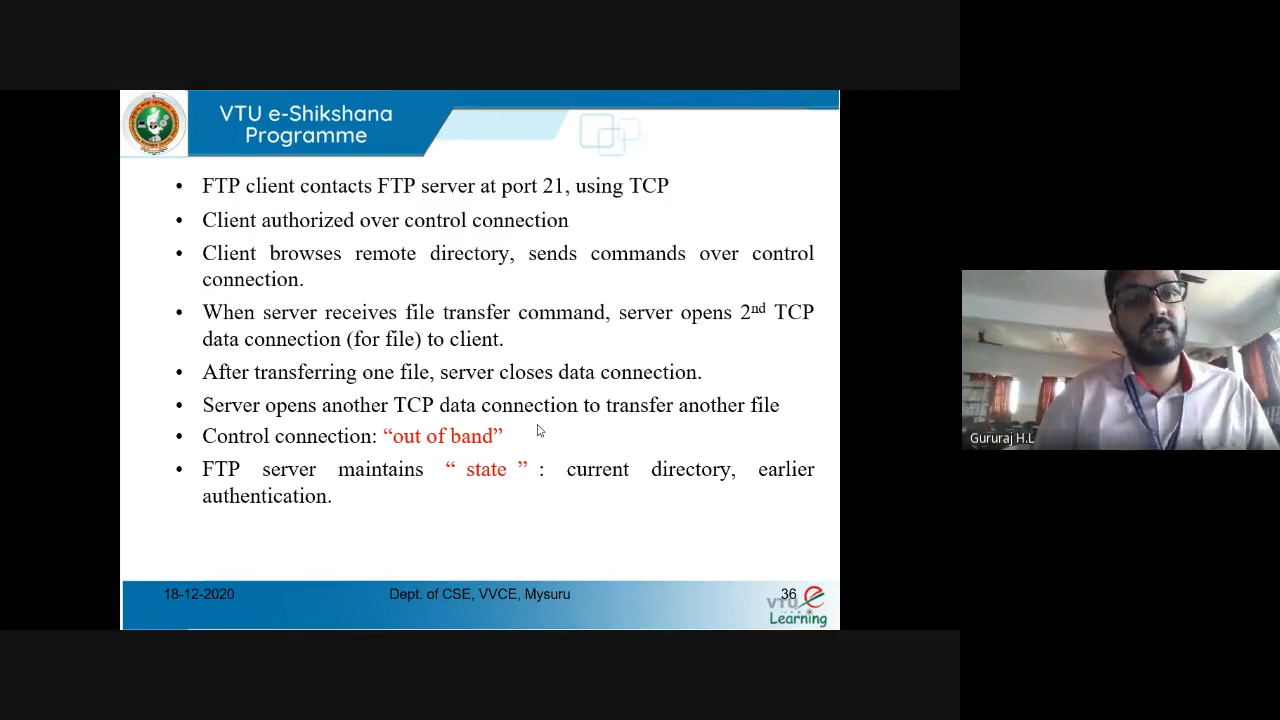 VTU e-Shikshana
Programme
• FTP client contacts FTP server at port 21, using TCP
• Client authorized over control connection
• Client browses remote directory, sends commands over control
connection.
• When server receives file transfer command, server opens 2nd TCP
data connection (for file) to client.
• After transferring one file, server closes data connection.
• Server opens another TCP data connection to transfer another file
• Control connection: “out of band”
• FTP server maintains “ state ” : current directory, earlier
authentication.
Gururaj H.L
18-12-2020
Dept. of CSE, VVCE, Mysuru
36
VTU e
Learning